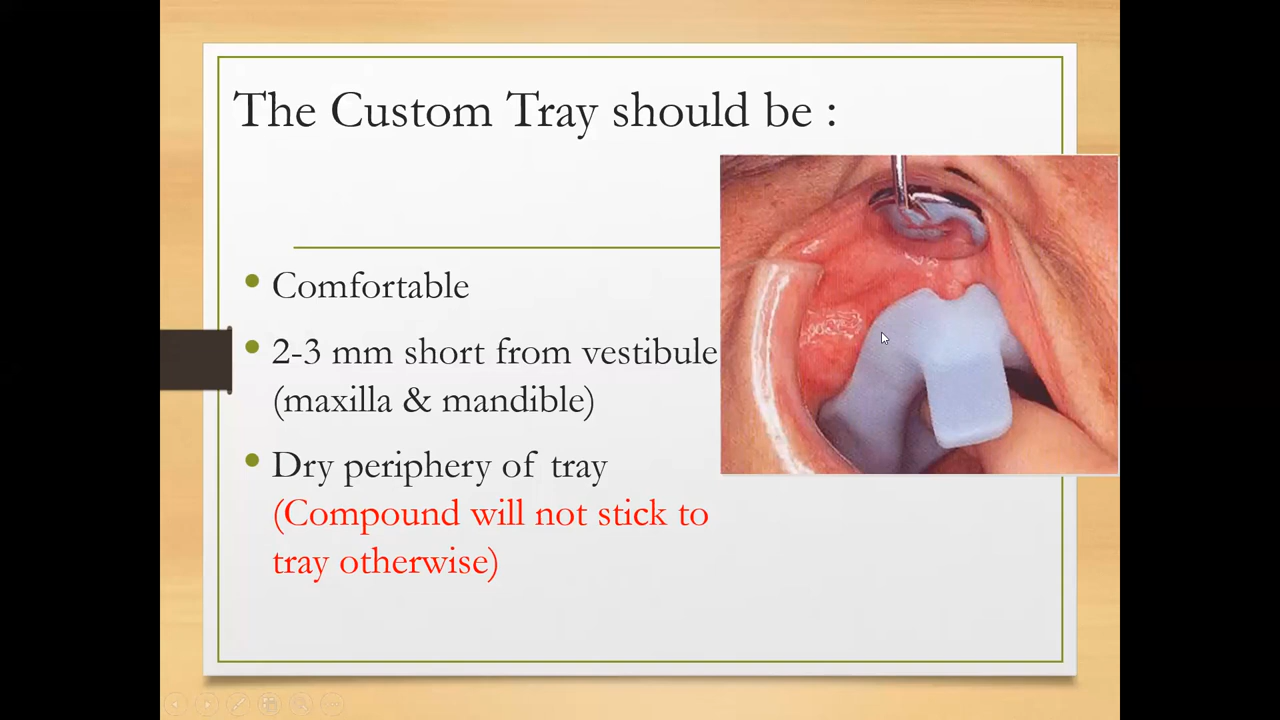 The Custom Tray should be :
Comfortable
2-3 mm short from vestibule
(maxilla & mandible)
Dry periphery of tray
(Compound will not stick to
tray otherwise)